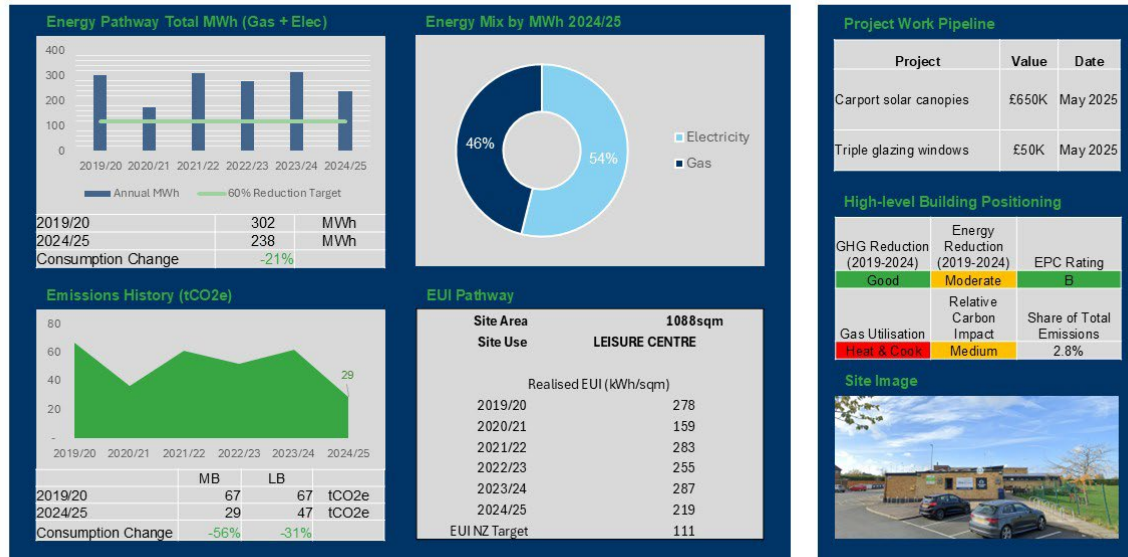 Energy Pathway Total MWh (Gas + Elec)
400
300
200
100
0
2019/20 2020/21 2021/22 2022/23 2023/24 2024/25
Annual MWh 60% Reduction Target
2019/20 302 MWh
2024/25 238 MWh
Consumption Change -21%
Energy Mix by MWh 2024/25
46%
54%
Electricity
Gas
Emissions History (tCO2e)
80
60
40
20
-
29
2019/20 2020/21 2021/22 2022/23 2023/24 2024/25
MB LB
2019/20 67 67 tCO2e
2024/25 29 47 tCO2e
Consumption Change -56% -31%
EUI Pathway
Site Area 1088sqm
Site Use LEISURE CENTRE
Realised EUI (kWh/sqm)
2019/20 278
2020/21 159
2021/22 283
2022/23 255
2023/24 287
2024/25 219
EUI NZ Target 111
Project Work Pipeline
Project Value Date
Carport solar canopies £650K May 2025
Triple glazing windows £50K May 2025
High-level Building Positioning
GHG Reduction (2019-2024)
Energy Reduction (2019-2024)
EPC Rating
Good Moderate B
Gas Utilisation
Relative Carbon Impact
Share of Total Emissions
Heat & Cook Medium 2.8%
Site Image